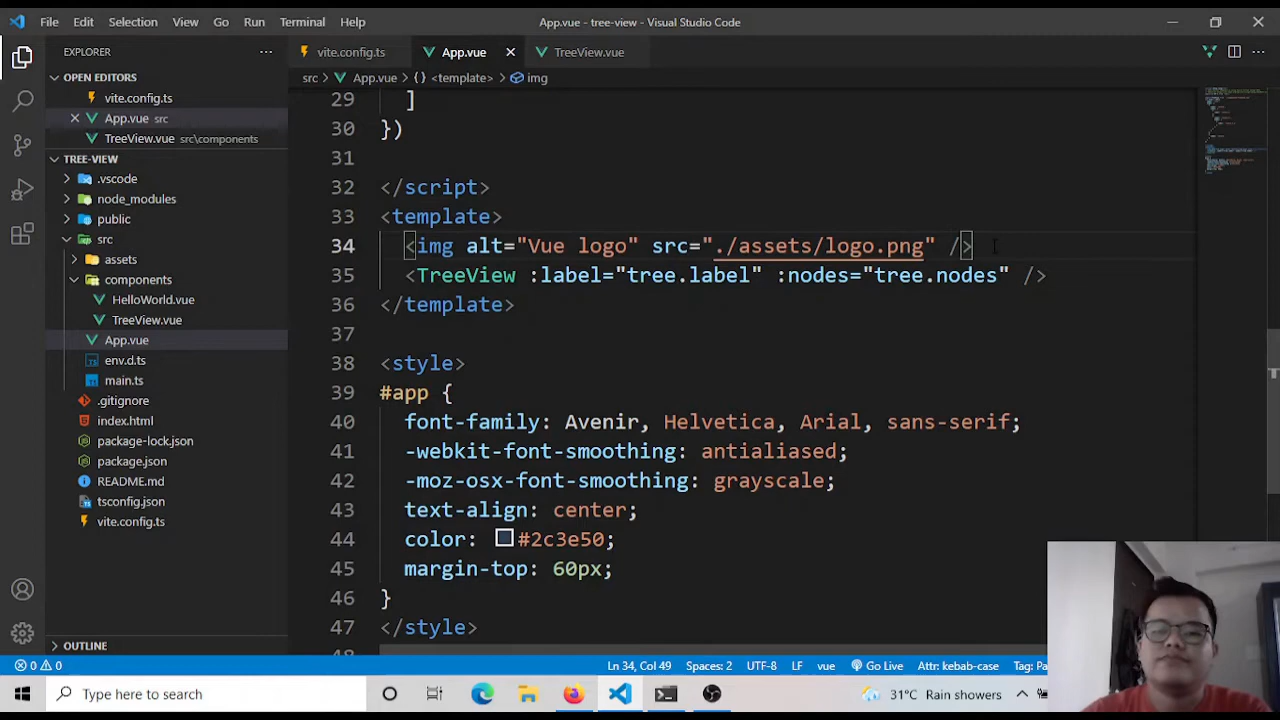 File Edit Selection View Go Run Terminal Help App.vue - tree-view - Visual Studio Code
EXPLORER
OPEN EDITORS
vite.config.ts
App.vue src
TreeView.vue src\components
TREE-VIEW
.vscode
node_modules
public
src
assets
components
HelloWorld.vue
TreeView.vue
App.vue
env.d.ts
main.ts
.gitignore
index.html
package-lock.json
package.json
README.md
tsconfig.json
vite.config.ts
OUTLINE
vite.config.ts App.vue TreeView.vue
src > App.vue > {} <template> > img
29 ]
30 })
31
32 </script>
33 <template>
34 <img alt="Vue logo" src="./assets/logo.png" />
35 <TreeView :label="tree.label" :nodes="tree.nodes" />
36 </template>
37
38 <style>
39 #app {
40 font-family: Avenir, Helvetica, Arial, sans-serif;
41 -webkit-font-smoothing: antialiased;
42 -moz-osx-font-smoothing: grayscale;
43 text-align: center;
44 color: #2c3e50;
45 margin-top: 60px;
46 }
47 </style>
0 0 Ln 34, Col 49 Spaces: 2 UTF-8 LF vue Go Live Attr: kebab-case Tag:
Type here to search 31°C Rain showers